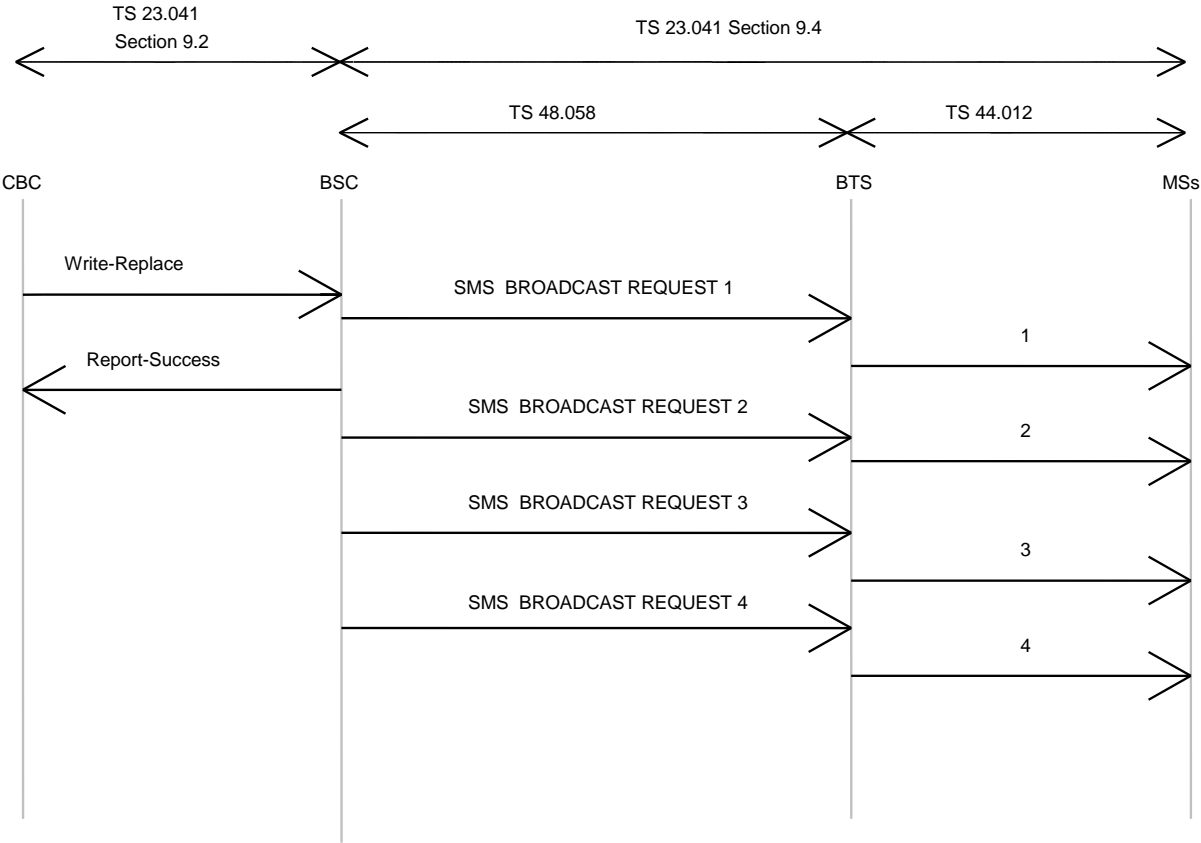 TS 23.041
Section 9.2
TS 23.041 Section 9.4
TS 48.058
TS 44.012
CBC
BSC
BTS
MSs
Write-Replace
SMS BROADCAST REQUEST 1
1
Report-Success
SMS BROADCAST REQUEST 2
2
SMS BROADCAST REQUEST 3
3
SMS BROADCAST REQUEST 4
4